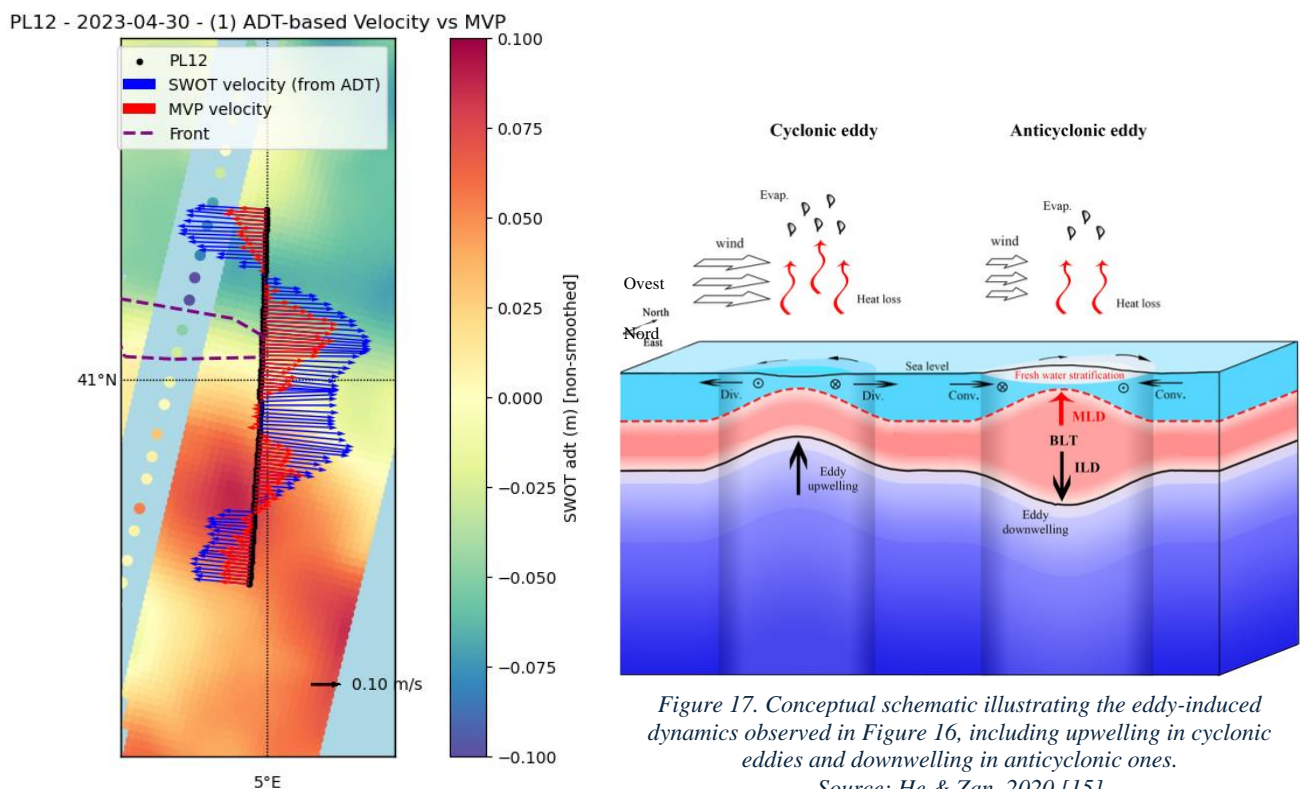 PL12 - 2023-04-30 - (1) ADT-based Velocity vs MVP
PL12
SWOT velocity (from ADT)
MVP velocity
Front
41°N
5°E
0.10 m/s
0.100
0.075
0.050
0.025
0.000
−0.025
−0.050
−0.075
−0.100
SWOT adt (m) [non-smoothed]
Cyclonic eddy
Anticyclonic eddy
Evap.
Evap.
wind
wind
Heat loss
Heat loss
Ovest
North
Nord
East
Sea level
Fresh water stratification
Div.
Div.
Conv.
Conv.
MLD
BLT
ILD
Eddy
upwelling
Eddy
downwelling
Figure 17. Conceptual schematic illustrating the eddy-induced
dynamics observed in Figure 16, including upwelling in cyclonic
eddies and downwelling in anticyclonic ones.
Source: He & Zan, 2020 [15]